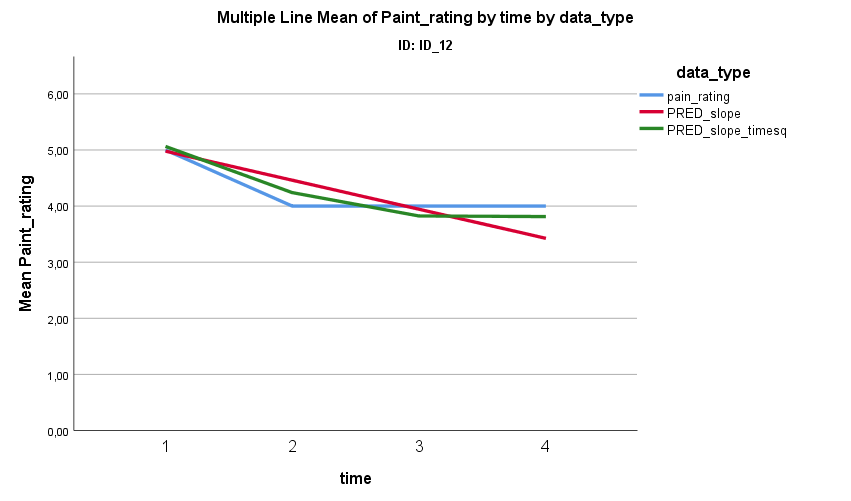 Multiple Line Mean of Paint_rating by time by data_type
ID: ID_12
data_type
pain_rating
PRED_slope
PRED_slope_timesq
Mean Paint_rating
6,00
5,00
4,00
3,00
2,00
1,00
0,00
1 2 3 4
time